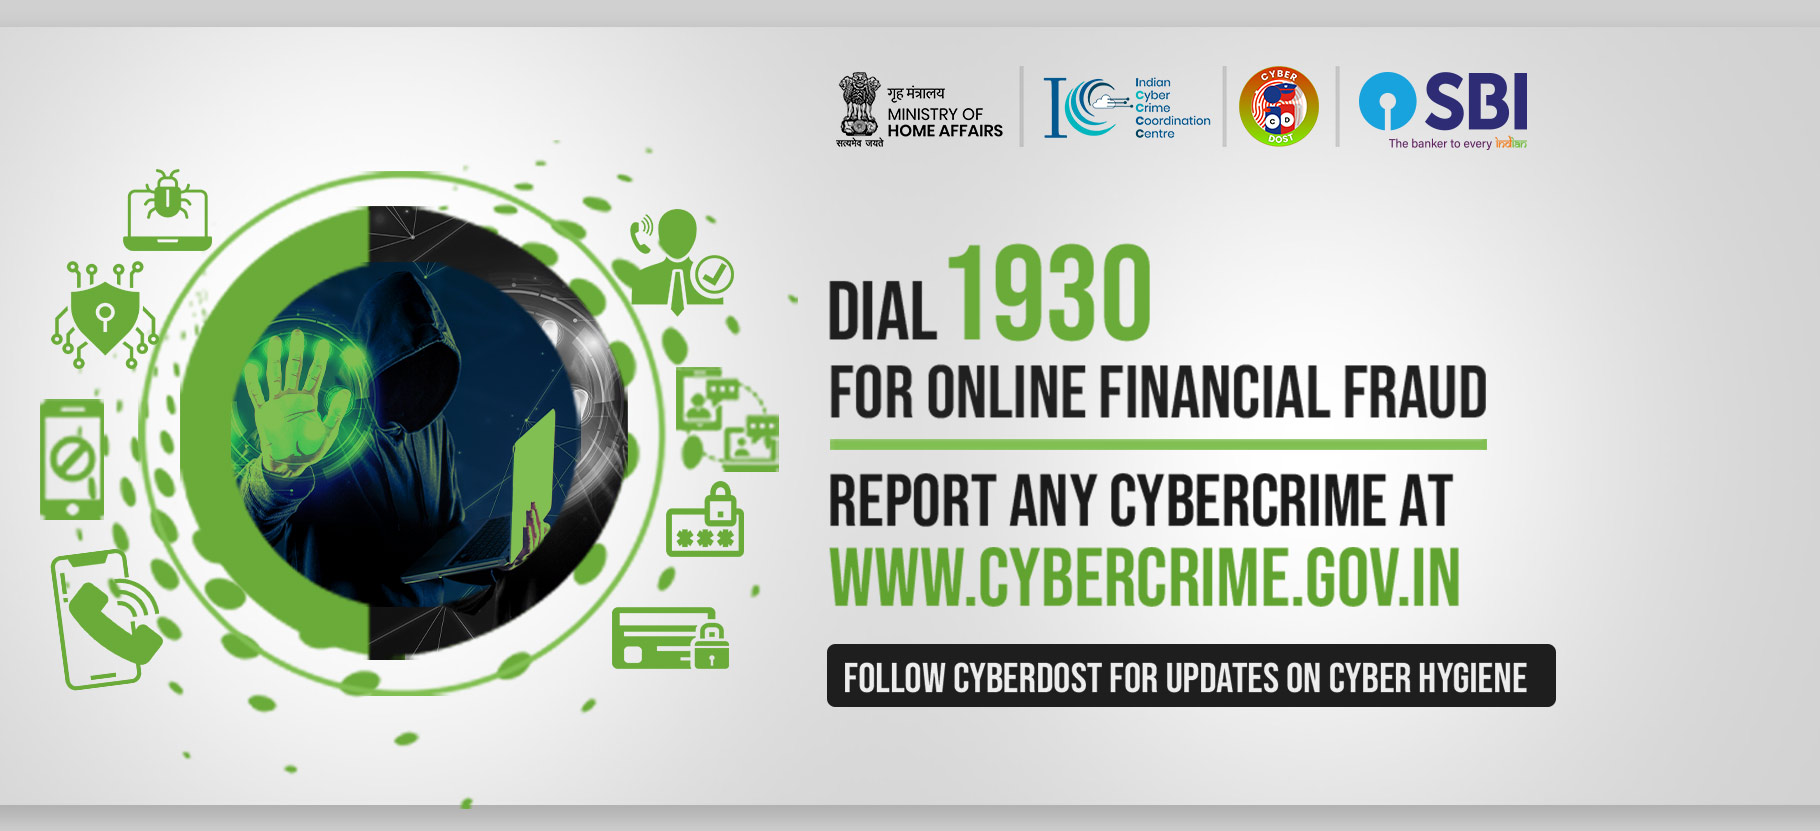 गृह मंत्रालय
MINISTRY OF
HOME AFFAIRS
सत्यमेव जयते
Indian
Cyber
Crime
Coordination
Centre
CYBER
CD
DOST
SBI
The banker to every Indian
DIAL 1930
FOR ONLINE FINANCIAL FRAUD
REPORT ANY CYBERCRIME AT
WWW.CYBERCRIME.GOV.IN
FOLLOW CYBERDOST FOR UPDATES ON CYBER HYGIENE